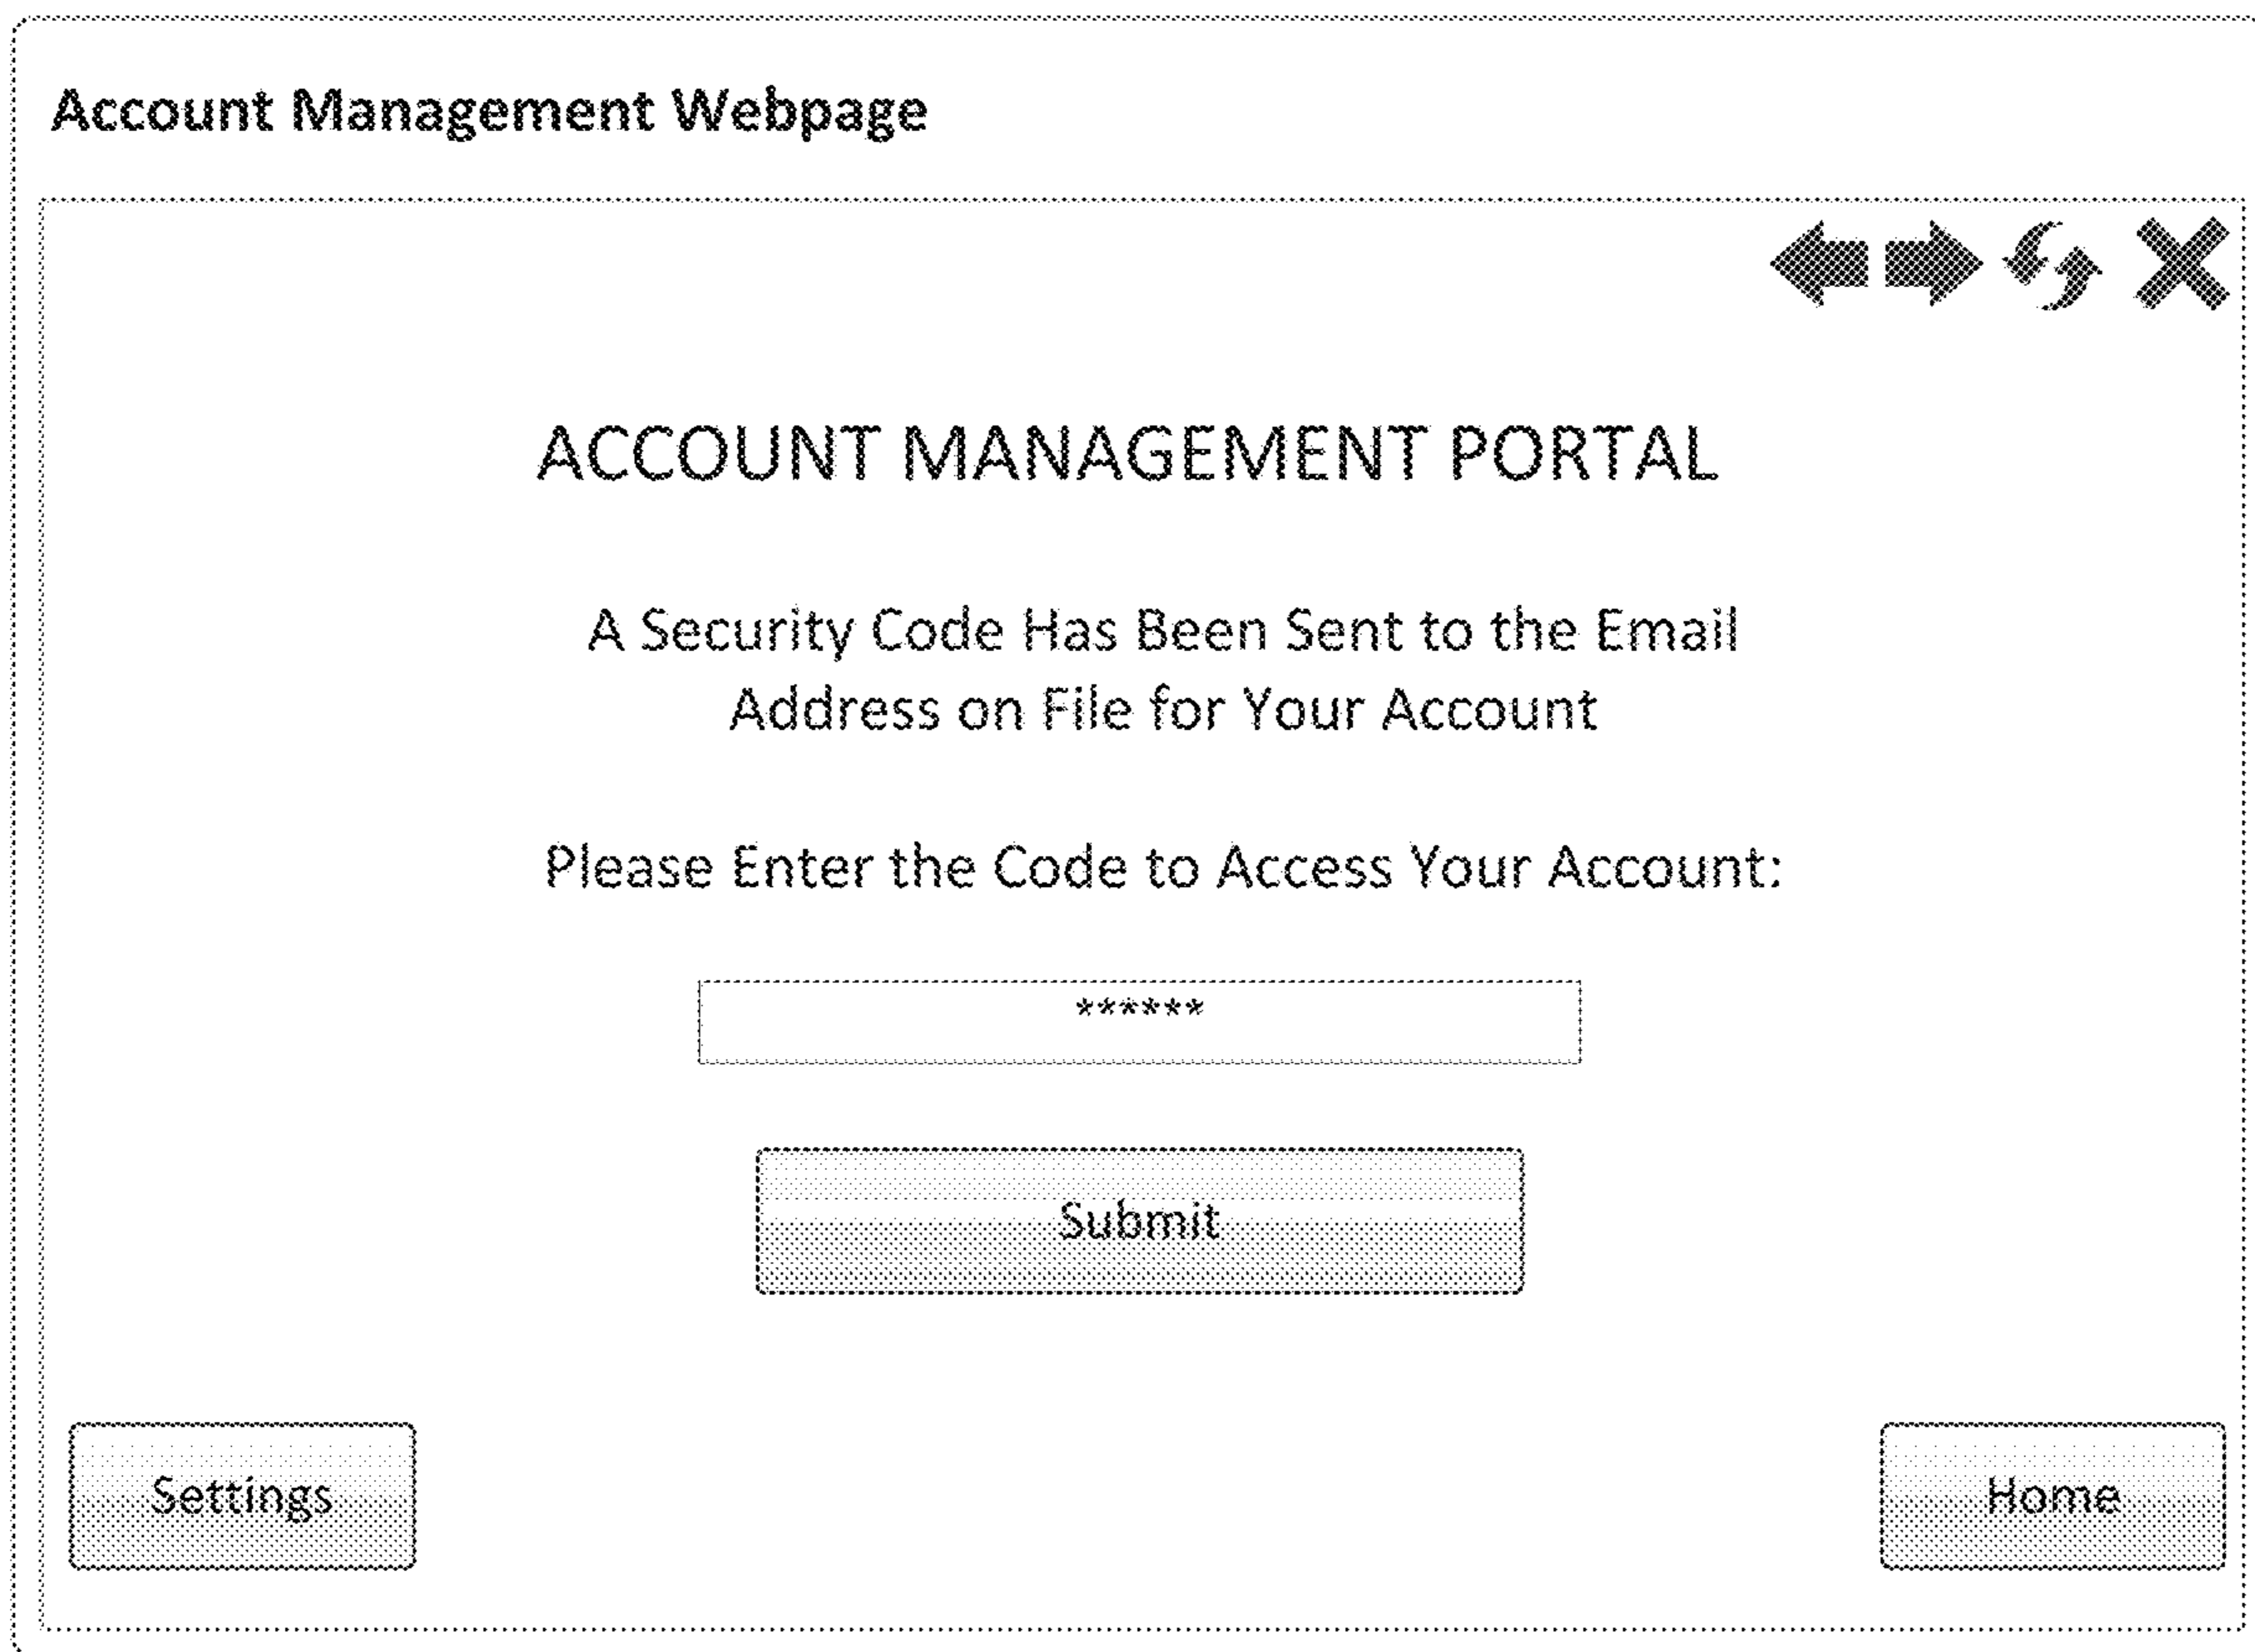 Account Management Webpage
ACCOUNT MANAGEMENT PORTAL
A Security Code Has Been Sent to the Email
Address on File for Your Account
Please Enter the Code to Access Your Account:
******
Submit
Settings
Home